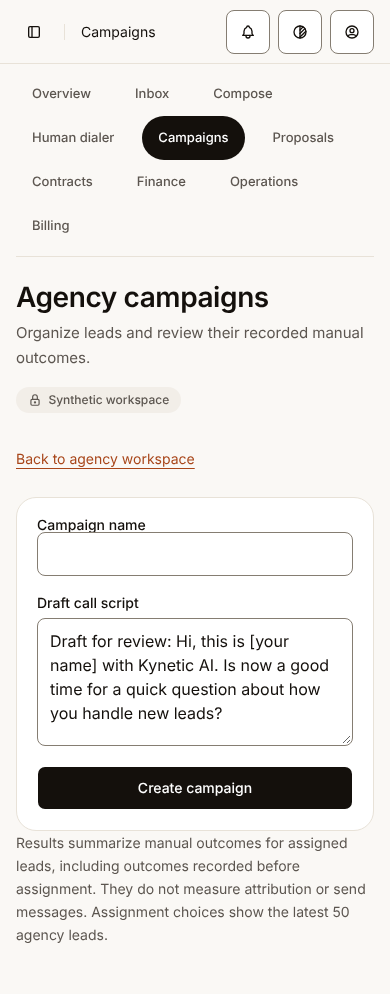 Campaigns
Overview
Inbox
Compose
Human dialer
Campaigns
Proposals
Contracts
Finance
Operations
Billing
Agency campaigns
Organize leads and review their recorded manual
outcomes.
Synthetic workspace
Back to agency workspace
Campaign name
Draft call script
Draft for review: Hi, this is [your
name] with Kynetic AI. Is now a good
time for a quick question about how
you handle new leads?
Create campaign
Results summarize manual outcomes for assigned
leads, including outcomes recorded before
assignment. They do not measure attribution or send
messages. Assignment choices show the latest 50
agency leads.